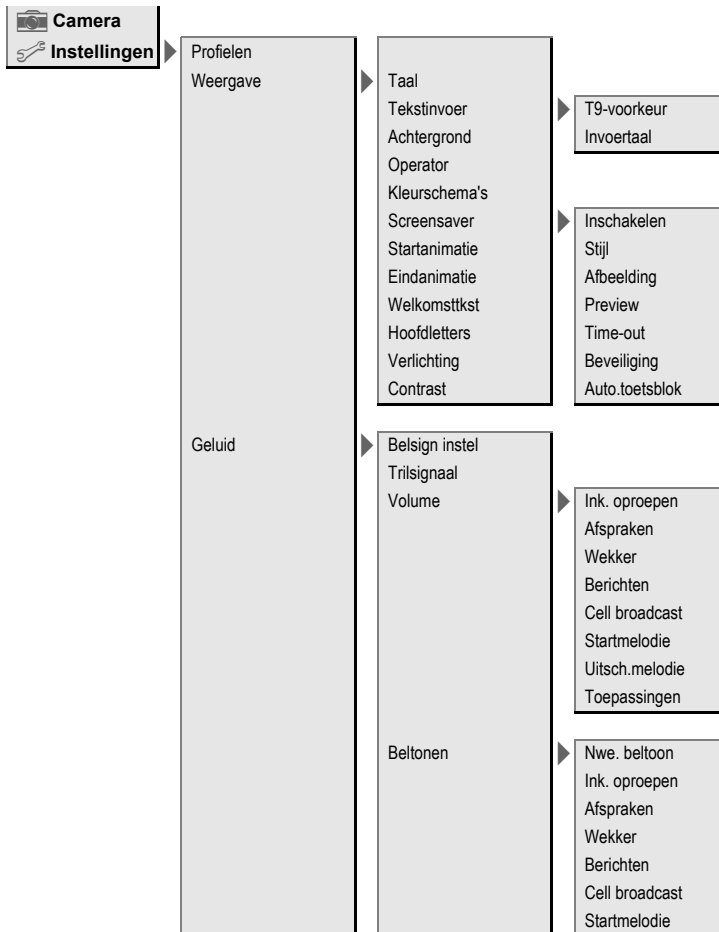 Camera
Instellingen
Profielen
Weergave
Taal
Tekstinvoer
T9-voorkeur
Invoertaal
Achtergrond
Operator
Kleurschema's
Screensaver
Inschakelen
Stijl
Afbeelding
Preview
Time-out
Beveiliging
Auto.toetsblok
Startanimatie
Eindanimatie
Welkomsttkst
Hoofdletters
Verlichting
Contrast
Geluid
Belsign instel
Trilsignaal
Volume
Ink. oproepen
Afspraken
Wekker
Berichten
Cell broadcast
Startmelodie
Uitsch.melodie
Toepassingen
Beltonen
Nwe. beltoon
Ink. oproepen
Afspraken
Wekker
Berichten
Cell broadcast
Startmelodie